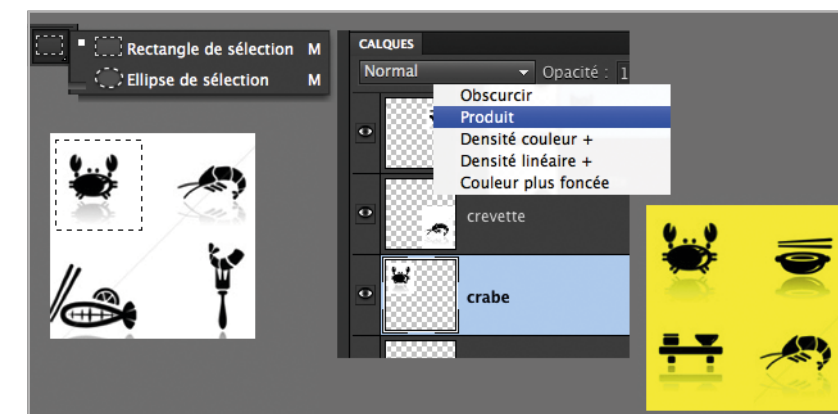 Rectangle de sélection M
Ellipse de sélection M
CALQUES
Normal Opacité : 1
Obscurcir
Produit
Densité couleur +
Densité linéaire +
Couleur plus foncée
crevette
crabe